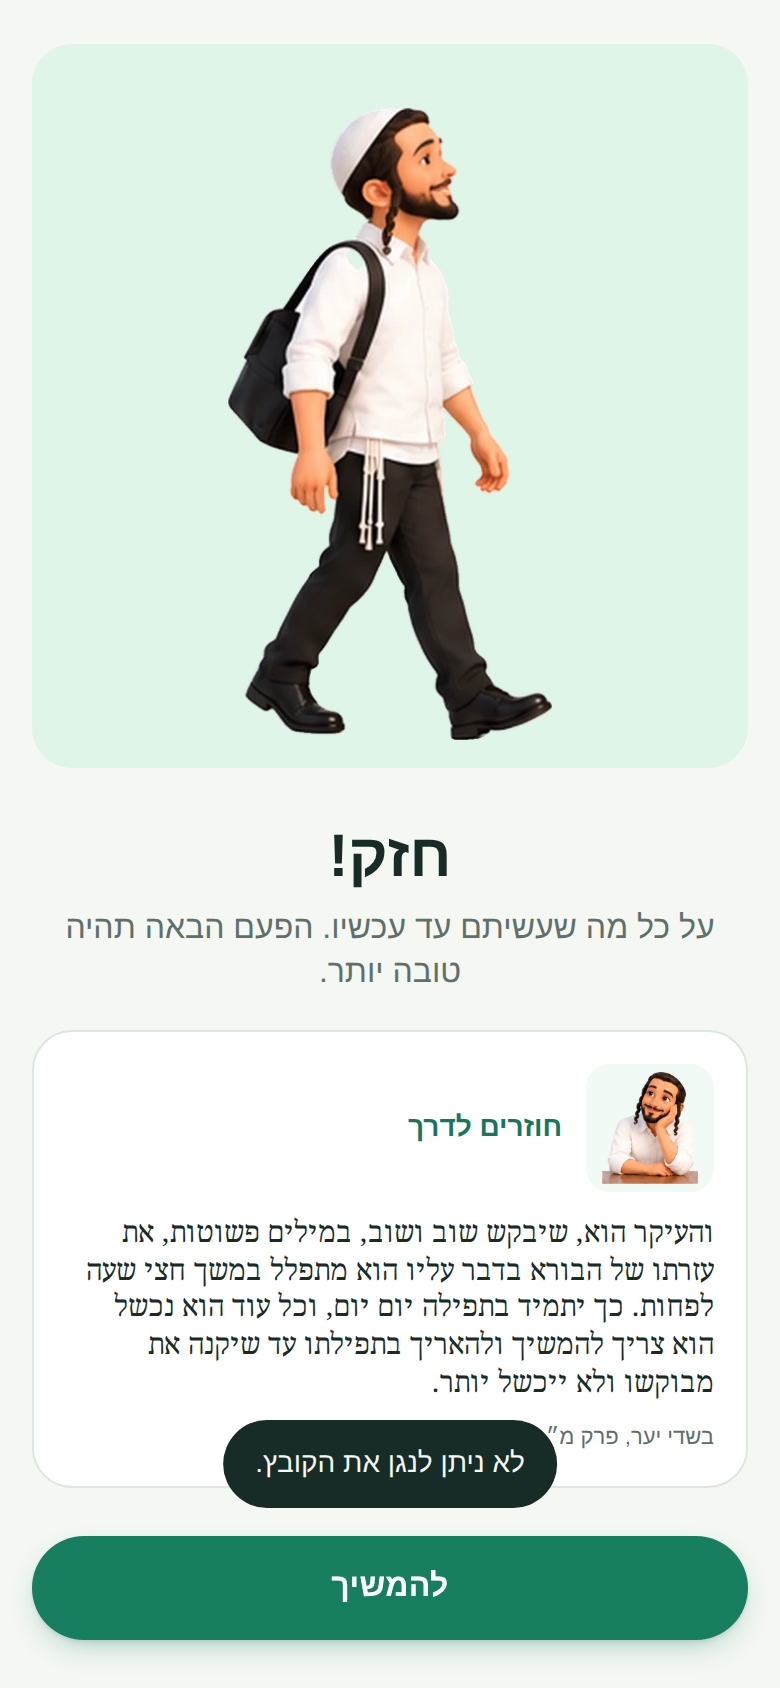 חזק!
על כל מה שעשיתם עד עכשיו. הפעם הבאה תהיה
טובה יותר.
חוזרים לדרך
והעיקר הוא, שיבקש שוב ושוב, במילים פשוטות, את
עזרתו של הבורא בדבר עליו הוא מתפלל במשך חצי שעה
לפחות. כך יתמיד בתפילה יום יום, וכל עוד הוא נכשל
הוא צריך להמשיך ולהאריך בתפילתו עד שיקנה את
מבוקשו ולא ייכשל יותר.
בשדי יער, פרק מ״
לא ניתן לנגן את הקובץ.
להמשיך